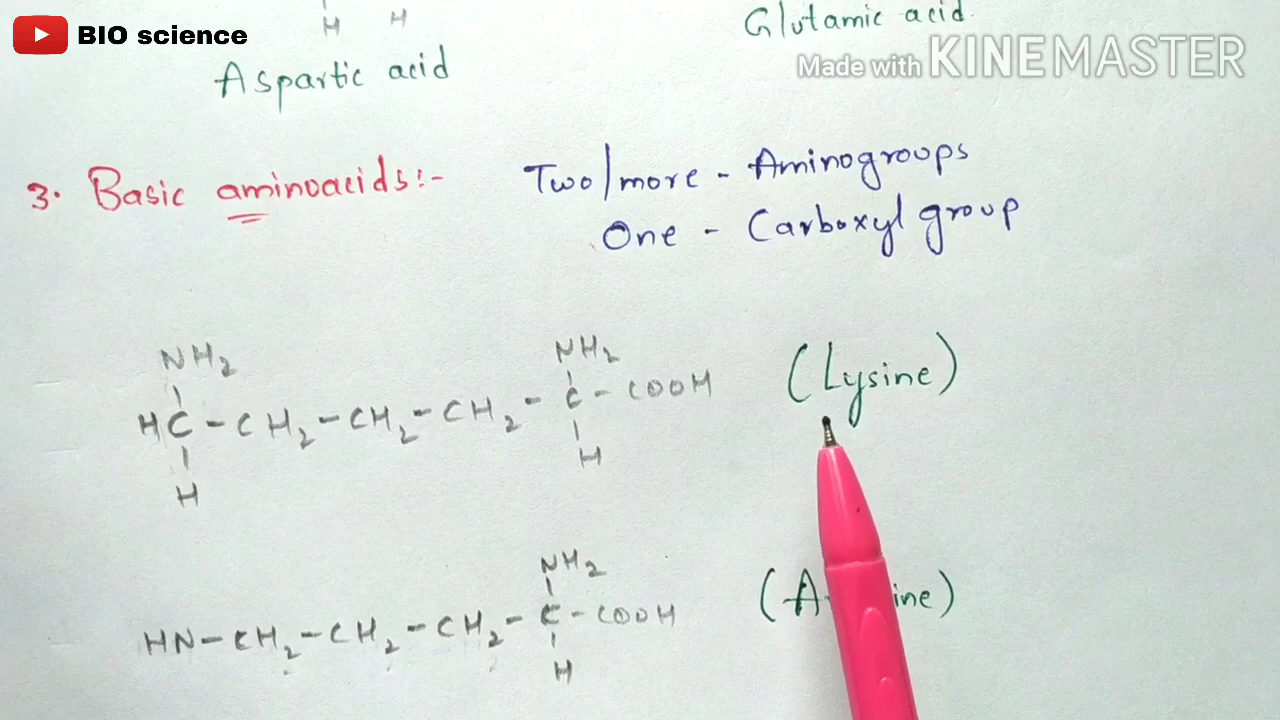 BIO science
H H
Glutamic acid
Made with KINEMASTER
Aspartic acid
3. Basic aminoacids:-
Two/more - Aminogroups
One - Carboxyl group
NH2 NH2
HC-CH2-CH2-CH2-C-COOH (Lysine)
H H
NH2
HN-CH2-CH2-CH2-C-COOH
H